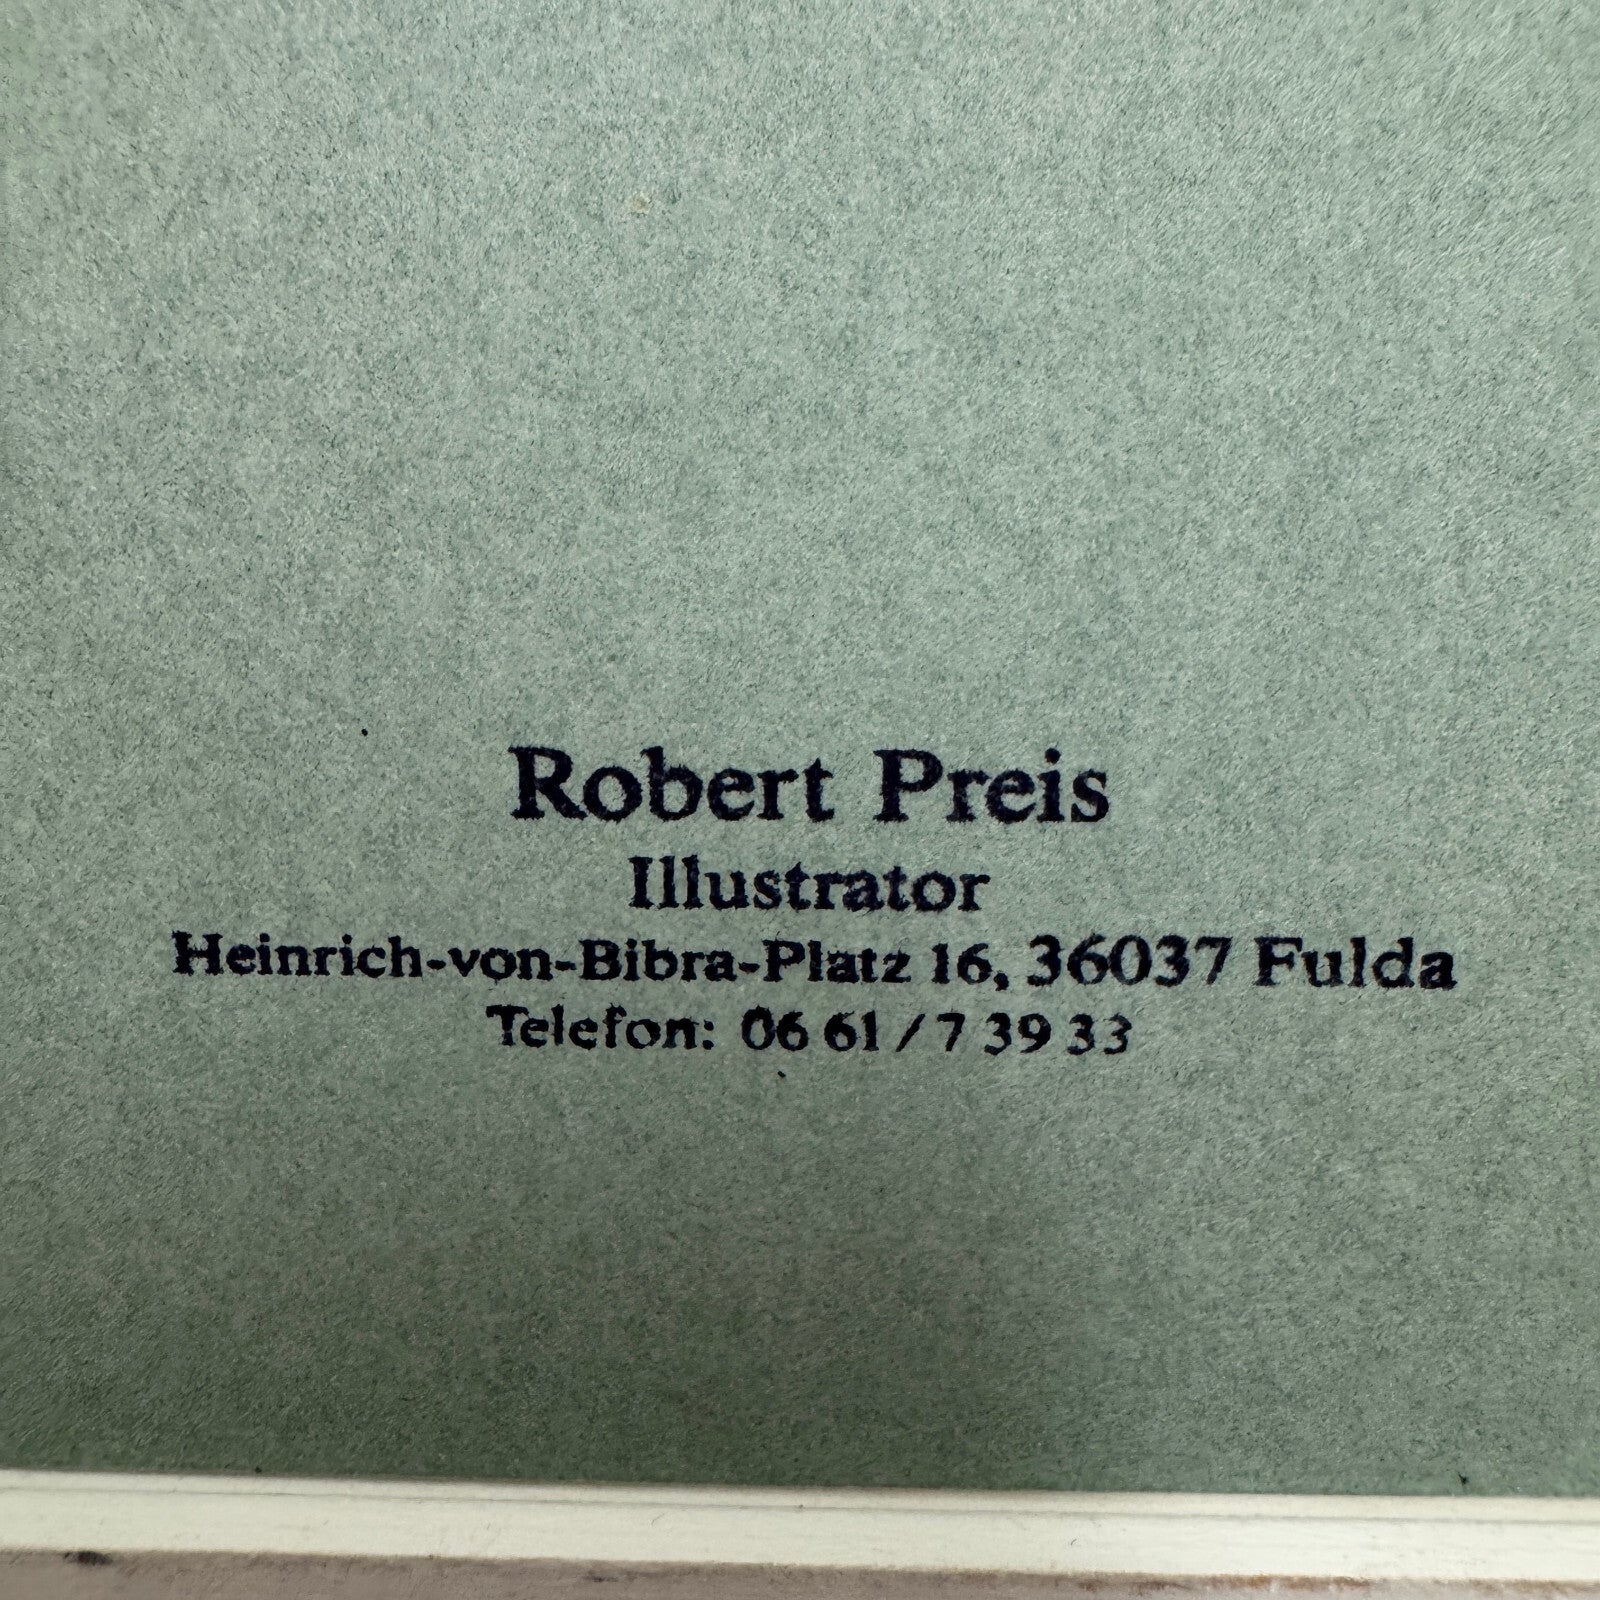 Robert Preis
Illustrator
Heinrich-von-Bibra-Platz 16, 36037 Fulda
Telefon: 06 61 / 7 39 33